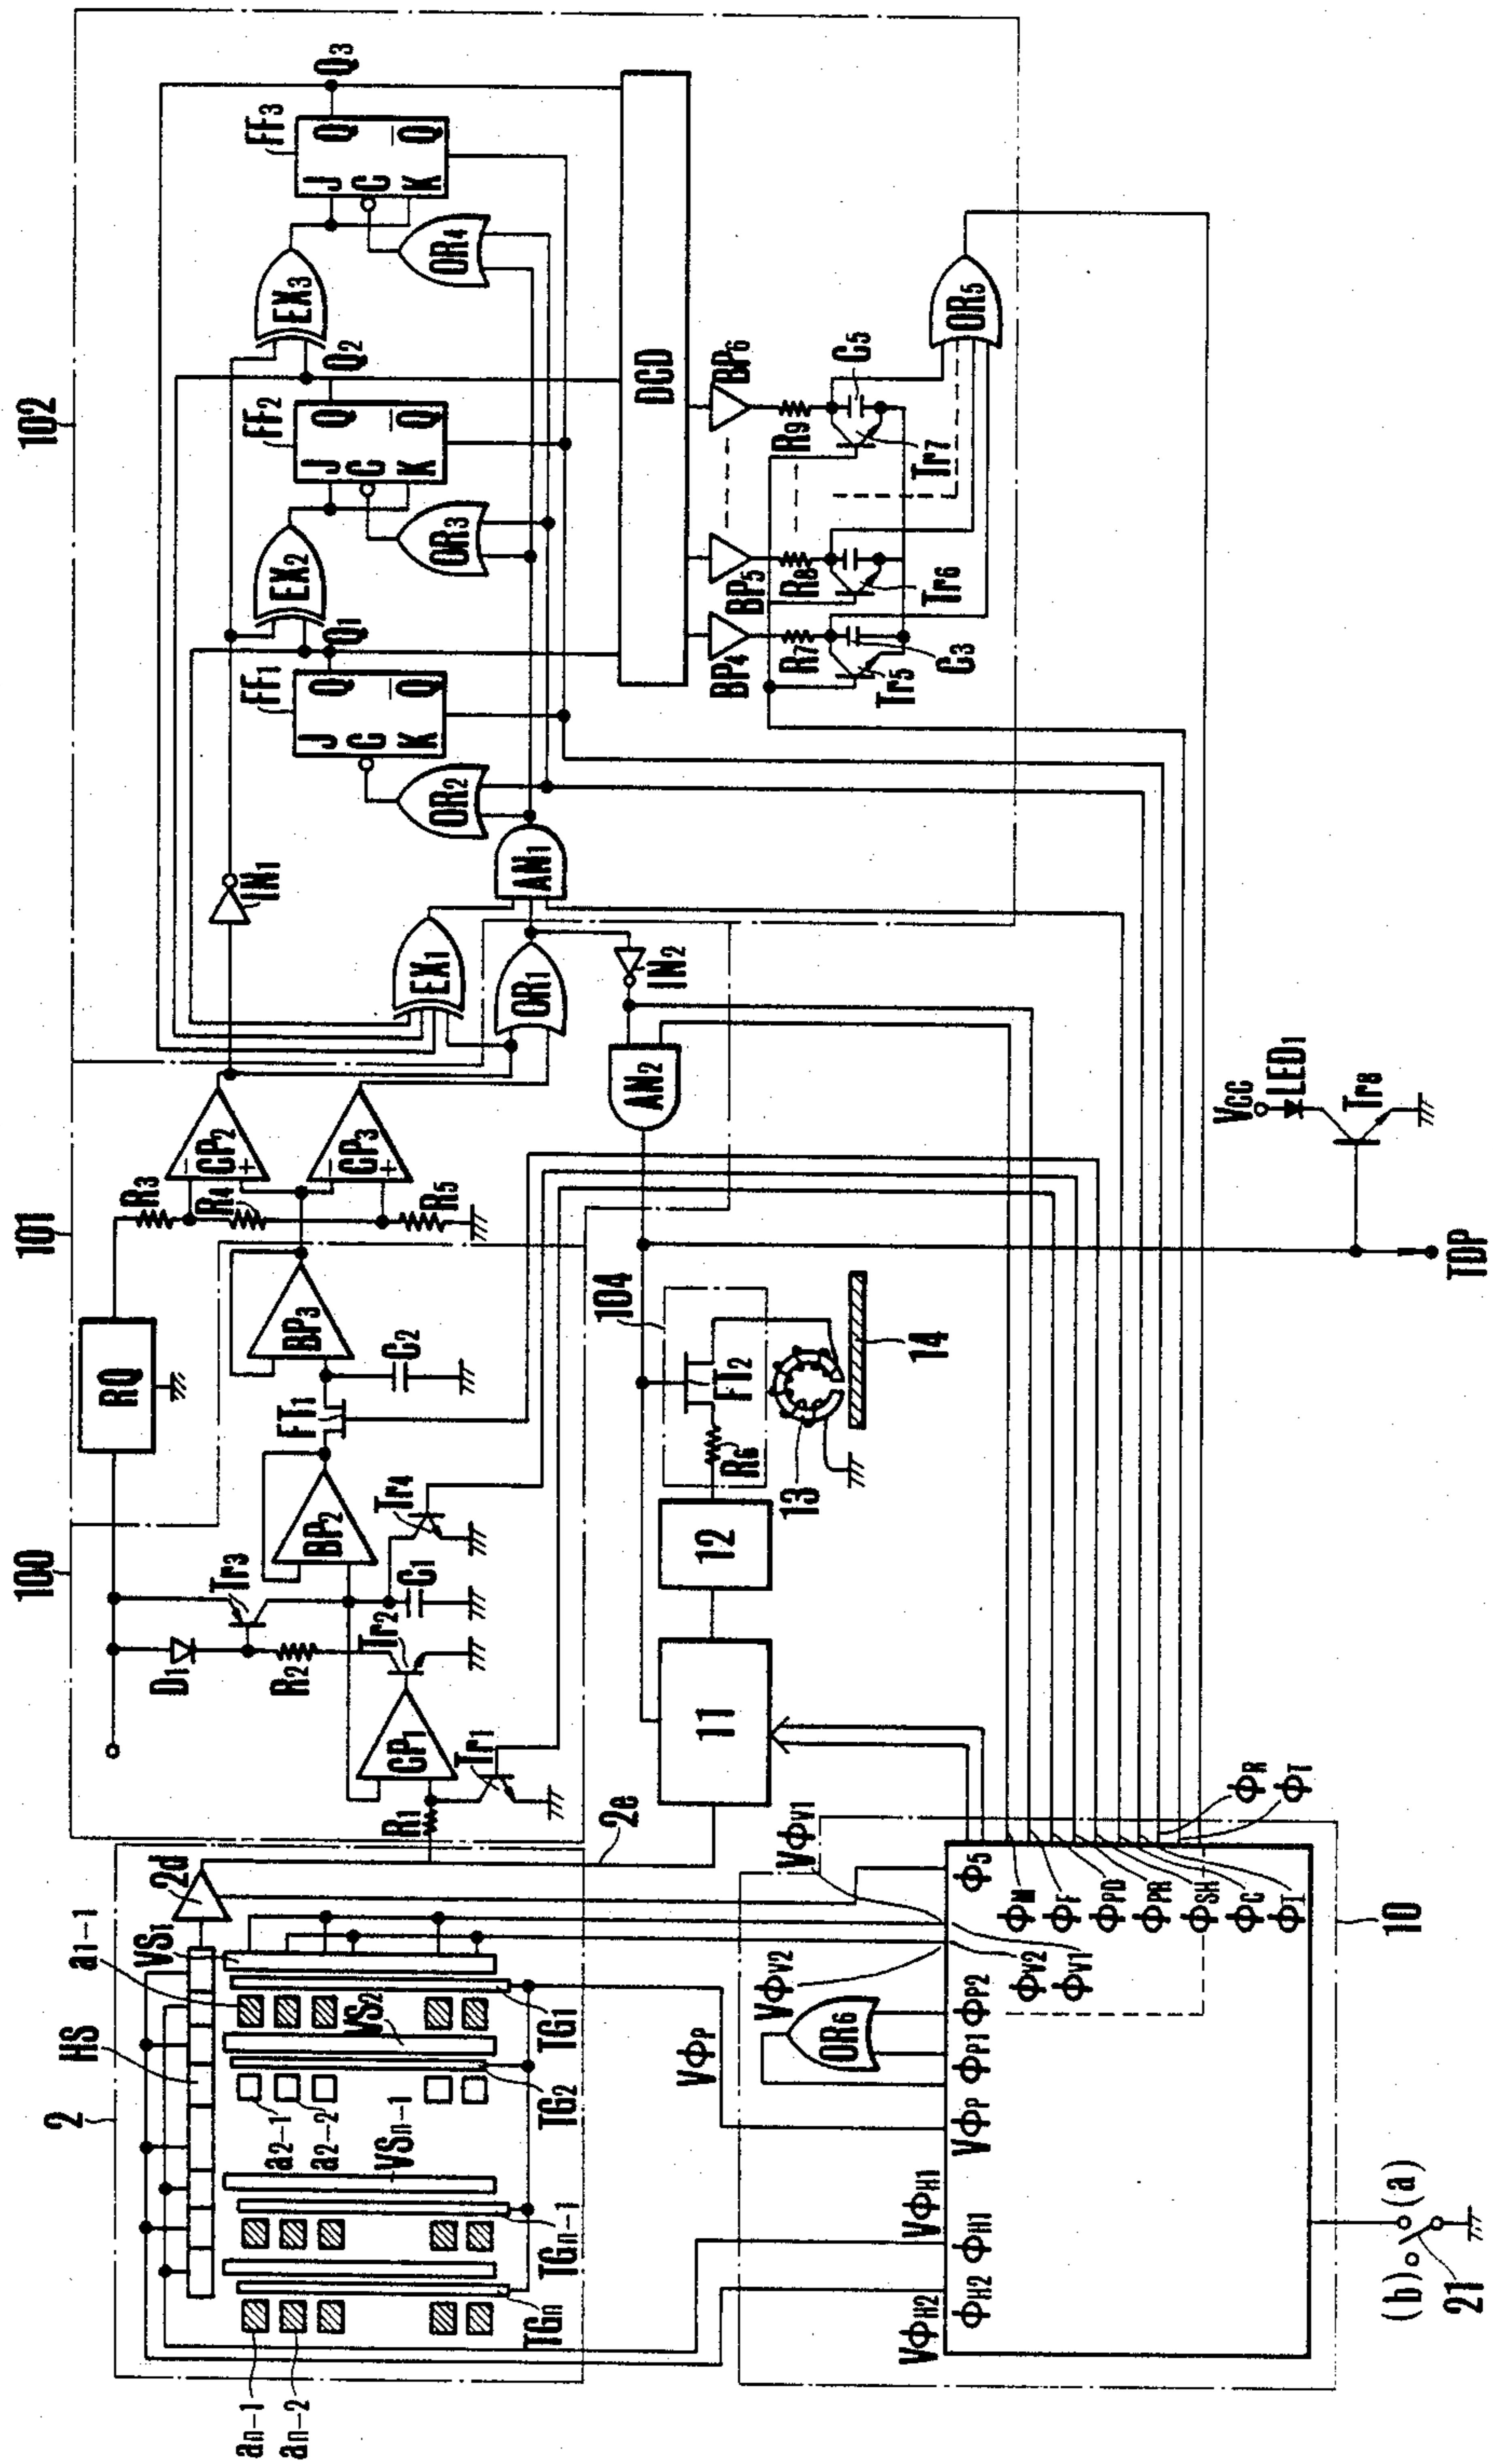 100
101
102
RQ
D1
Tr3
R2
Tr2
C1
Tr4
BP2
FT1
BP3
C2
R3
R4
R5
CP1
CP2
CP3
R1
Tr1
IN1
EX1
OR1
AN1
IN2
AN2
EX2
EX3
FF1
FF2
FF3
J
C
K
Q
Q
J
C
K
Q
Q
J
C
K
Q
Q
Q1
Q2
Q3
OR2
OR3
OR4
DCD
BP4
BP5
BP6
R7
R8
R9
Tr5
C3
Tr6
Tr7
C5
OR5
2
HS
a1-1
2d
VS1
VS2
VSn-1
a2-1
a2-2
an-1
an-2
TG1
TG2
TGn-1
TGn
2e
11
12
104
R6
FT2
13
14
VCC
LED1
Tr8
TDP
VΦH2
VΦH1
VΦP
VΦV2
VΦV1
OR6
ΦH2
ΦH1
VΦP
ΦP1
ΦP2
ΦV2
ΦV1
Φ5
ΦM
ΦF
ΦPD
ΦPR
ΦSH
ΦC
ΦI
ΦR
ΦT
10
(b)
(a)
21